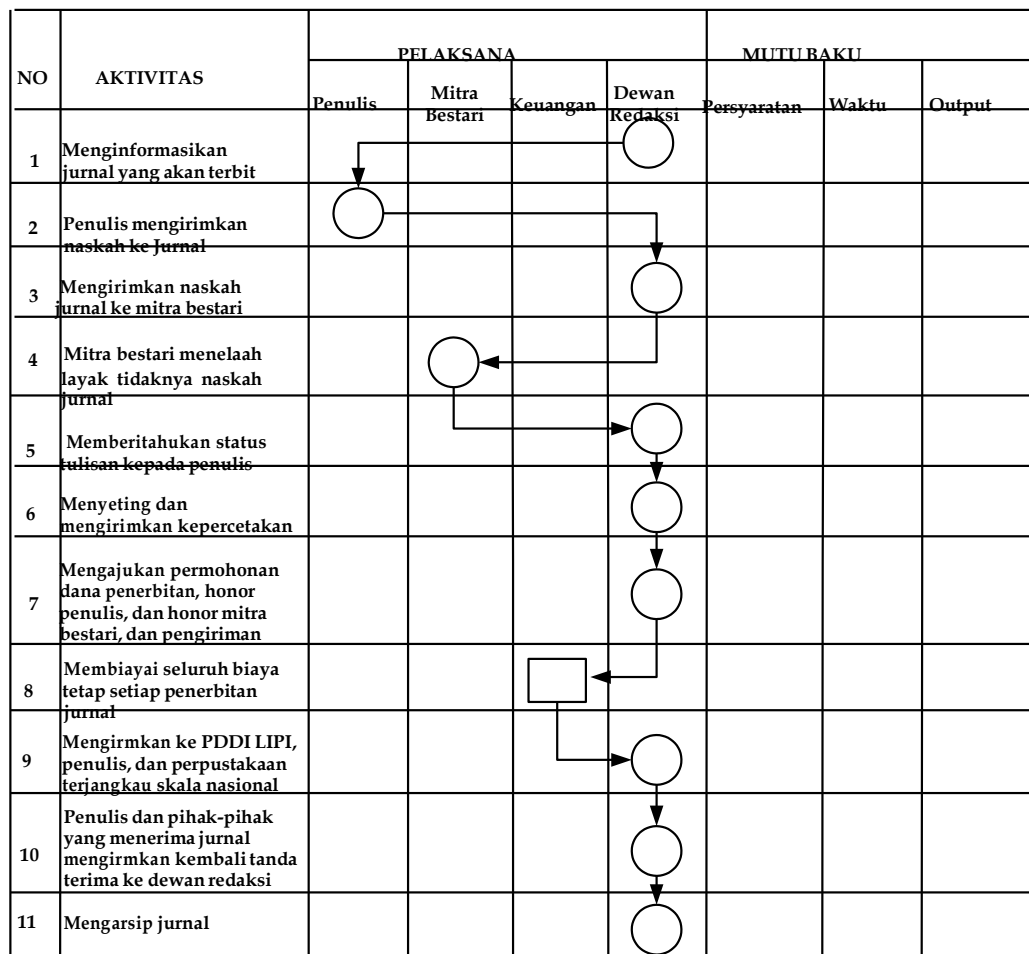 NO
AKTIVITAS
PELAKSANA
MUTU BAKU
Penulis
Mitra
Bestari
Keuangan
Dewan
Redaksi
Persyaratan
Waktu
Output
1
Menginformasikan
jurnal yang akan terbit
2
Penulis mengirimkan
naskah ke Jurnal
3
Mengirimkan naskah
jurnal ke mitra bestari
4
Mitra bestari menelaah
layak tidaknya naskah
jurnal
5
Memberitahukan status
tulisan kepada penulis
6
Menyeting dan
mengirimkan kepercetakan
7
Mengajukan permohonan
dana penerbitan, honor
penulis, dan honor mitra
bestari, dan pengiriman
8
Membiayai seluruh biaya
tetap setiap penerbitan
jurnal
9
Mengirmkan ke PDDI LIPI,
penulis, dan perpustakaan
terjangkau skala nasional
10
Penulis dan pihak-pihak
yang menerima jurnal
mengirmkan kembali tanda
terima ke dewan redaksi
11
Mengarsip jurnal